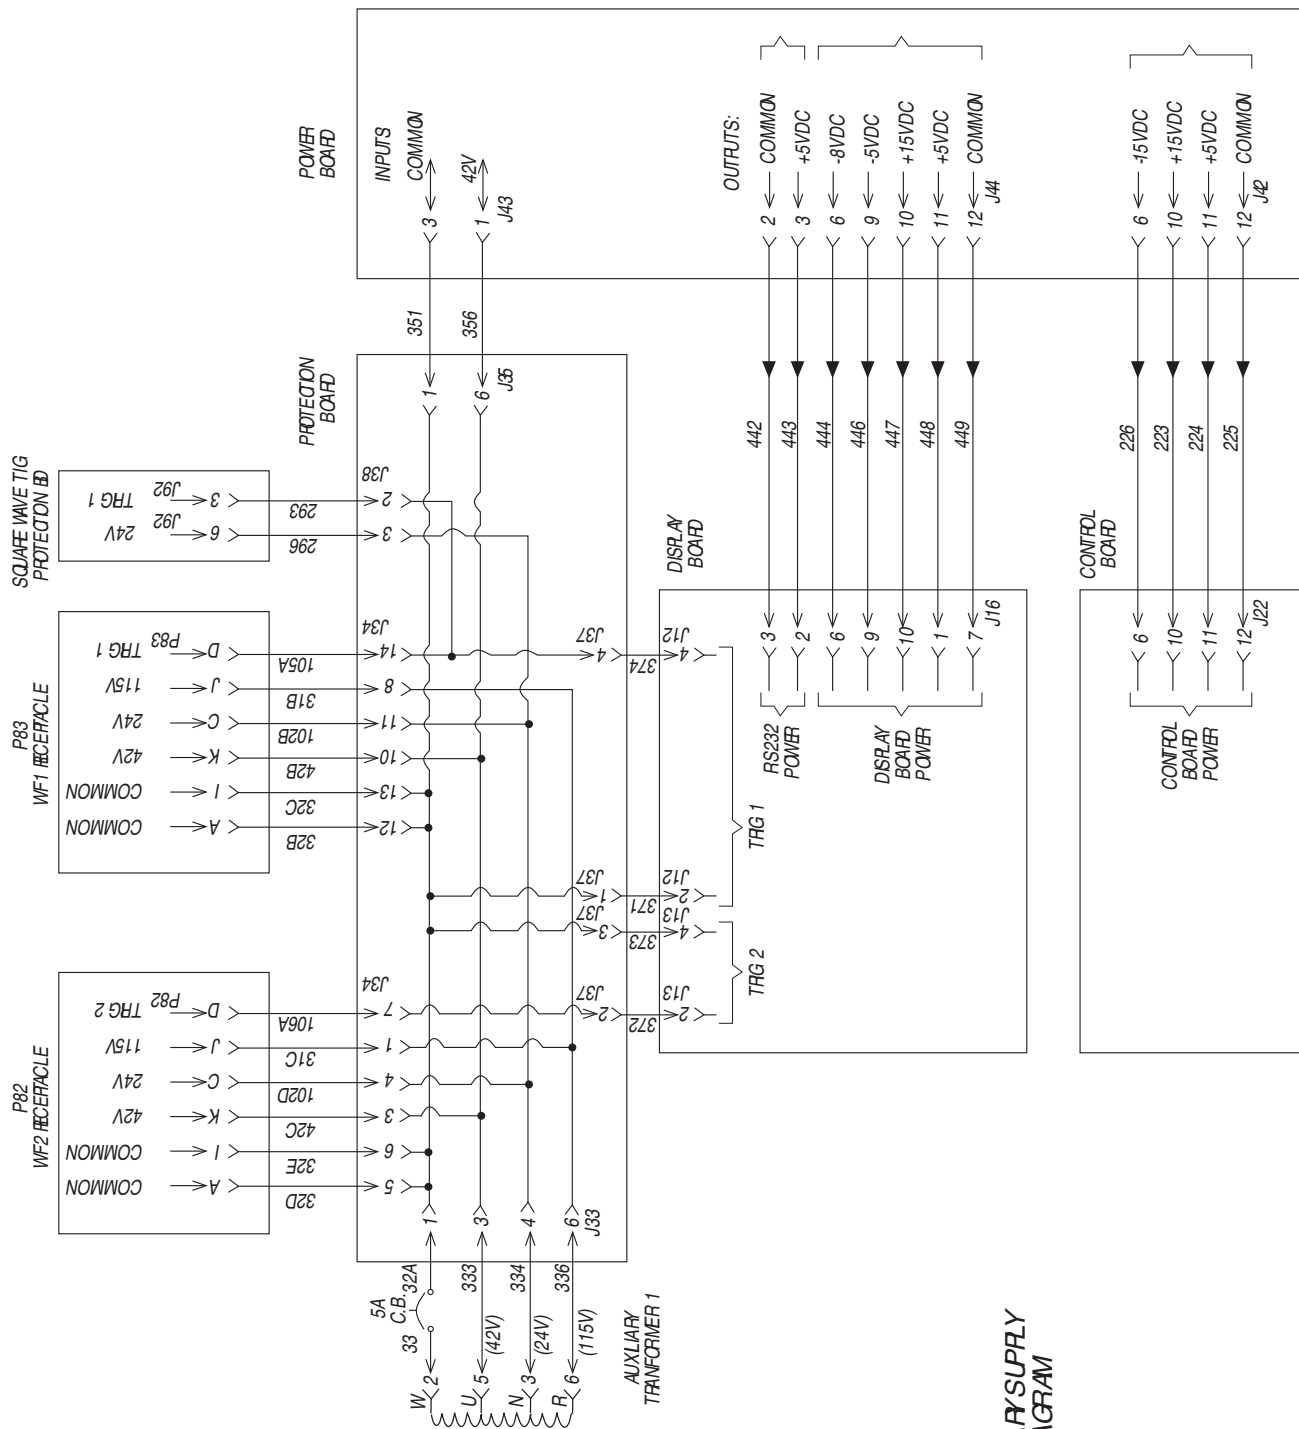 POWER
BOARD
INPUTS
COMMON
42V
3
1
J43
OUTPUTS:
COMMON
+5VDC
-8VDC
-5VDC
+15VDC
+5VDC
COMMON
2
3
6
9
10
11
12
J44
-15VDC
+15VDC
+5VDC
COMMON
6
10
11
12
J42
351
356
442
443
444
446
447
448
449
226
223
224
225
PROTECTION
BOARD
1
6
J35
SQUARE WAVE TIG
PROTECTION BD
TRG 1
24V
J92
J92
3
6
293
296
J38
2
3
P83
WF1 RECEPTACLE
TRG 1
115V
24V
42V
COMMON
COMMON
P83
D
J
C
K
I
A
105A
31B
102B
42B
32C
32B
J34
14
8
11
10
13
12
P82
WF2 RECEPTACLE
TRG 2
115V
24V
42V
COMMON
COMMON
P82
D
J
C
K
I
A
106A
31C
102D
42C
32E
32D
J34
7
1
4
3
6
5
J37
4
374
J12
4
J37
1
371
J12
2
J37
3
373
J13
4
J37
2
372
J13
2
DISPLAY
BOARD
3
2
6
9
10
1
7
J16
RS232
POWER
DISPLAY
BOARD
POWER
TRG 1
TRG 2
CONTROL
BOARD
6
10
11
12
J22
CONTROL
BOARD
POWER
1
3
4
6
J33
32A
333
334
336
5A
C.B.
33
(42V)
(24V)
(115V)
W
U
N
R
2
5
3
6
AUXLIARY
TRANFORMER 1
RY SUPPLY
AGRAM